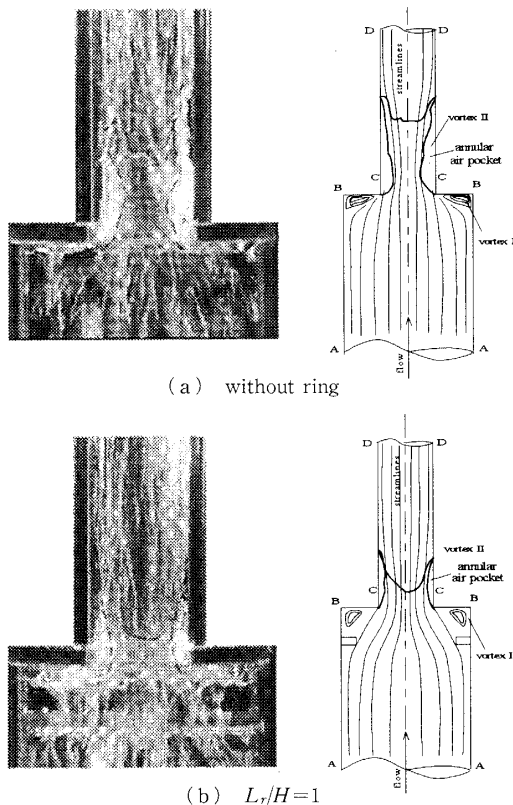 D D
streamlines
vortex II
annular
air pocket
C C
B B
vortex I
A A
flow
(a) without ring
D D
streamlines
vortex II
annular
air pocket
C C
B B
vortex I
A A
flow
(b) Lr/H=1